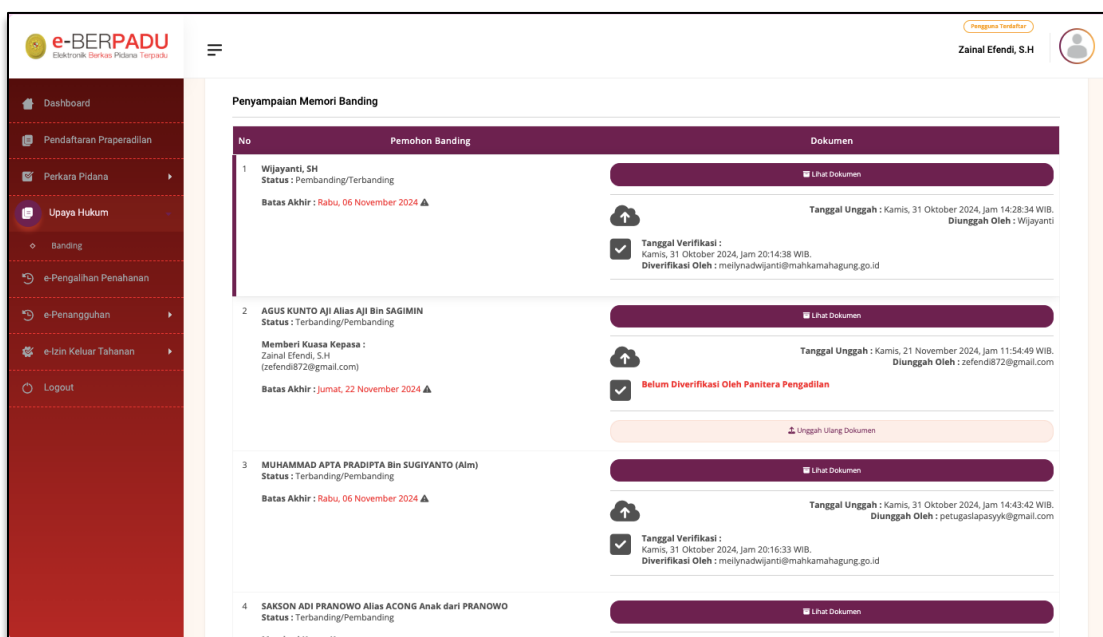 e-BERPADU
Elektronik Berkas Pidana Terpadu
Pengguna Terdaftar
Zainal Efendi, S.H
Dashboard
Pendaftaran Praperadilan
Perkara Pidana
Upaya Hukum
Banding
e-Pengalihan Penahanan
e-Penangguhan
e-Izin Keluar Tahanan
Logout
Penyampaian Memori Banding
No Pemohon Banding Dokumen
1 Wijayanti, SH
Status : Pembanding/Terbanding
Batas Akhir : Rabu, 06 November 2024
Lihat Dokumen
Tanggal Unggah : Kamis, 31 Oktober 2024, Jam 14:28:34 WIB.
Diunggah Oleh : Wijayanti
Tanggal Verifikasi :
Kamis, 31 Oktober 2024, Jam 20:14:38 WIB.
Diverifikasi Oleh : meilynadwijanti@mahkamahagung.go.id
2 AGUS KUNTO AJI Alias AJI Bin SAGIMIN
Status : Terbanding/Pembanding
Memberi Kuasa Kepasa :
Zainal Efendi, S.H
(zefendi872@gmail.com)
Batas Akhir : Jumat, 22 November 2024
Lihat Dokumen
Tanggal Unggah : Kamis, 21 November 2024, Jam 11:54:49 WIB.
Diunggah Oleh : zefendi872@gmail.com
Belum Diverifikasi Oleh Panitera Pengadilan
Unggah Ulang Dokumen
3 MUHAMMAD APTA PRADIPTA Bin SUGIYANTO (Alm)
Status : Terbanding/Pembanding
Batas Akhir : Rabu, 06 November 2024
Lihat Dokumen
Tanggal Unggah : Kamis, 31 Oktober 2024, Jam 14:43:42 WIB.
Diunggah Oleh : petugaslapasyyk@gmail.com
Tanggal Verifikasi :
Kamis, 31 Oktober 2024, Jam 20:16:33 WIB.
Diverifikasi Oleh : meilynadwijanti@mahkamahagung.go.id
4 SAKSON ADI PRANOWO Alias ACONG Anak dari PRANOWO
Status : Terbanding/Pembanding
Lihat Dokumen